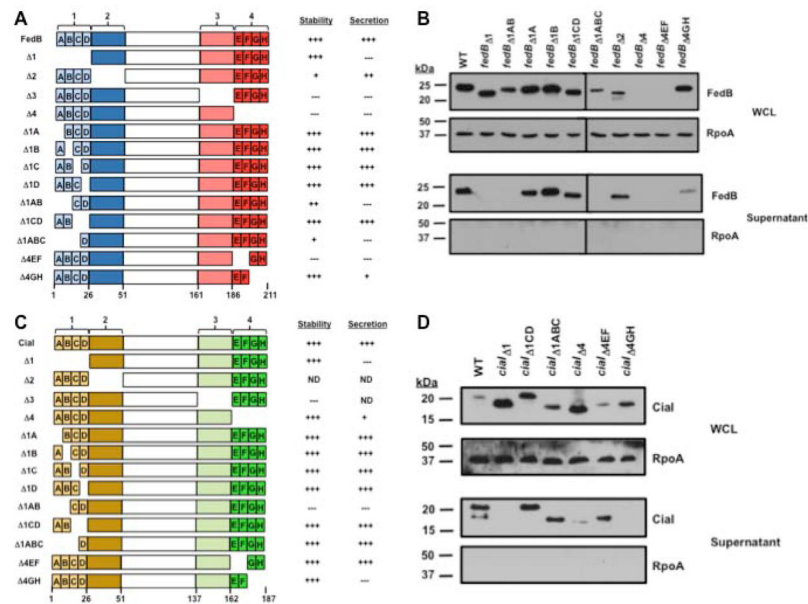 A
1 2 3 4 Stability Secretion
FedB A B C D E F G H +++ +++
Δ1 E F G H +++ ---
Δ2 A B C D E F G H + ++
Δ3 A B C D E F G H --- ---
Δ4 A B C D --- ---
Δ1A B C D E F G H +++ +++
Δ1B A C D E F G H +++ +++
Δ1C A B D E F G H +++ +++
Δ1D A B C E F G H +++ +++
Δ1AB C D E F G H ++ ---
Δ1CD A B E F G H +++ +++
Δ1ABC D E F G H + ---
Δ4EF A B C D G H --- ---
Δ4GH A B C D E F +++ +
1 26 51 161 186 211
B
WT fedBΔ1 fedBΔ1AB fedBΔ1A fedBΔ1B fedBΔ1CD fedBΔ1ABC fedBΔ2 fedBΔ4 fedBΔ4EF fedBΔ4GH
kDa
25
20
FedB
WCL
50
37
RpoA
25
20
FedB
Supernatant
50
37
RpoA
C
1 2 3 4 Stability Secretion
CiaI A B C D E F G H +++ +++
Δ1 E F G H +++ ---
Δ2 A B C D E F G H ND ND
Δ3 A B C D E F G H --- ND
Δ4 A B C D +++ +
Δ1A B C D E F G H +++ +++
Δ1B A C D E F G H +++ +++
Δ1C A B D E F G H +++ +++
Δ1D A B C E F G H +++ +++
Δ1AB C D E F G H --- ---
Δ1CD A B E F G H +++ +++
Δ1ABC D E F G H +++ +++
Δ4EF A B C D G H +++ +++
Δ4GH A B C D E F +++ ---
1 26 51 137 162 187
D
WT ciaIΔ1 ciaIΔ1CD ciaIΔ1ABC ciaIΔ4 ciaIΔ4EF ciaIΔ4GH
kDa
20
15
CiaI
WCL
50
37
RpoA
20
15
CiaI
Supernatant
50
37
RpoA